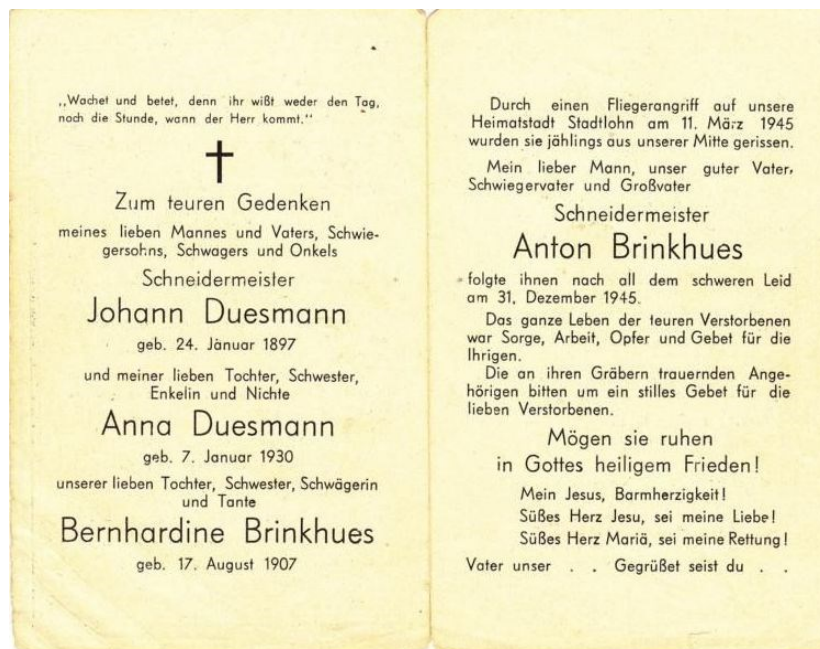 „Wachet und betet, denn ihr wißt weder den Tag,
noch die Stunde, wann der Herr kommt.“
Zum teuren Gedenken
meines lieben Mannes und Vaters, Schwie-
gersohns, Schwagers und Onkels
Schneidermeister
Johann Duesmann
geb. 24. Januar 1897
und meiner lieben Tochter, Schwester,
Enkelin und Nichte
Anna Duesmann
geb. 7. Januar 1930
unserer lieben Tochter, Schwester, Schwägerin
und Tante
Bernhardine Brinkhues
geb. 17. August 1907
Durch einen Fliegerangriff auf unsere
Heimatstadt Stadtlohn am 11. März 1945
wurden sie jählings aus unserer Mitte gerissen.
Mein lieber Mann, unser guter Vater,
Schwiegervater und Großvater
Schneidermeister
Anton Brinkhues
folgte ihnen nach all dem schweren Leid
am 31. Dezember 1945.
Das ganze Leben der teuren Verstorbenen
war Sorge, Arbeit, Opfer und Gebet für die
Ihrigen.
Die an ihren Gräbern trauernden Ange-
hörigen bitten um ein stilles Gebet für die
lieben Verstorbenen.
Mögen sie ruhen
in Gottes heiligem Frieden!
Mein Jesus, Barmherzigkeit!
Süßes Herz Jesu, sei meine Liebe!
Süßes Herz Mariä, sei meine Rettung!
Vater unser . . Gegrüßet seist du . .